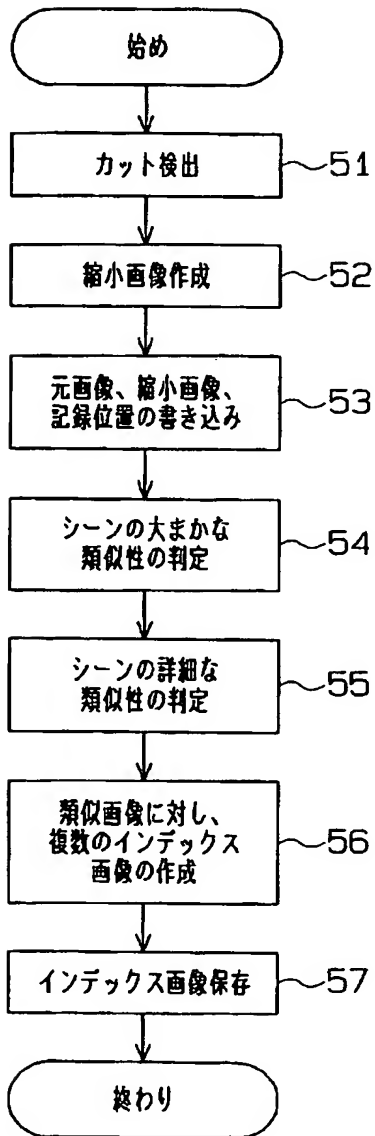 始め
カット検出
51
縮小画像作成
52
元画像、縮小画像、
記録位置の書き込み
53
シーンの大まかな
類似性の判定
54
シーンの詳細な
類似性の判定
55
類似画像に対し、
複数のインデックス
画像の作成
56
インデックス画像保存
57
終わり